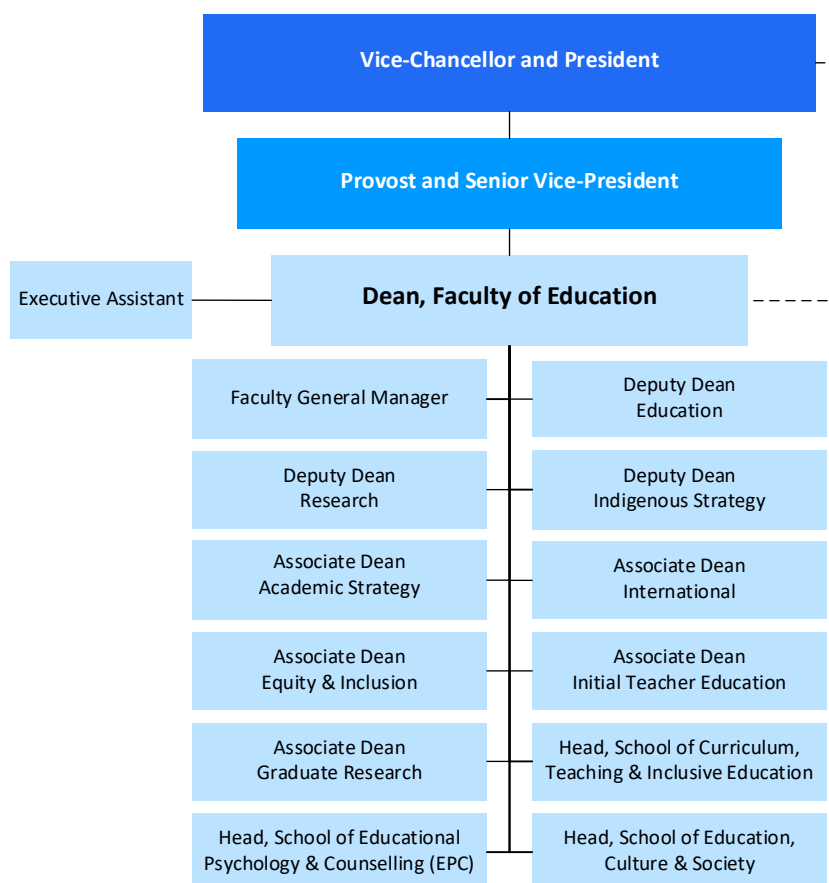 Vice-Chancellor and President
Provost and Senior Vice-President
Executive Assistant
Dean, Faculty of Education
Faculty General Manager
Deputy Dean
Education
Deputy Dean
Research
Deputy Dean
Indigenous Strategy
Associate Dean
Academic Strategy
Associate Dean
International
Associate Dean
Equity & Inclusion
Associate Dean
Initial Teacher Education
Associate Dean
Graduate Research
Head, School of Curriculum,
Teaching & Inclusive Education
Head, School of Educational
Psychology & Counselling (EPC)
Head, School of Education,
Culture & Society